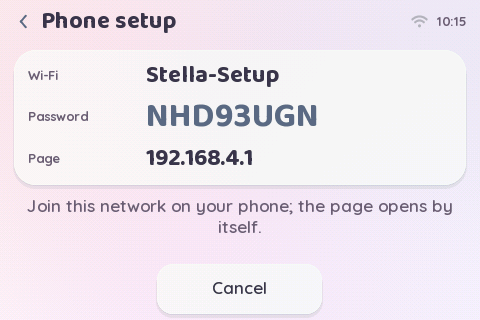 Phone setup
10:15
Wi-Fi Stella-Setup
Password NHD93UGN
Page 192.168.4.1
Join this network on your phone; the page opens by
itself.
Cancel